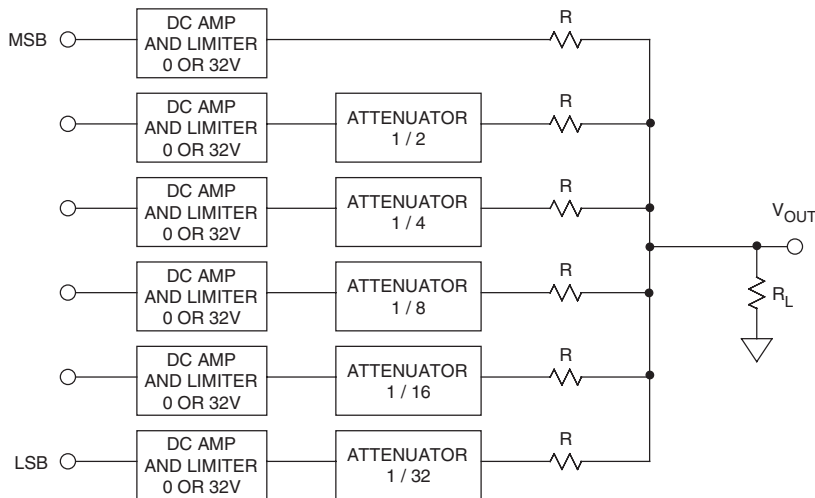 MSB
DC AMP
AND LIMITER
0 OR 32V
R
DC AMP
AND LIMITER
0 OR 32V
ATTENUATOR
1 / 2
R
DC AMP
AND LIMITER
0 OR 32V
ATTENUATOR
1 / 4
R
VOUT
DC AMP
AND LIMITER
0 OR 32V
ATTENUATOR
1 / 8
R
RL
DC AMP
AND LIMITER
0 OR 32V
ATTENUATOR
1 / 16
R
LSB
DC AMP
AND LIMITER
0 OR 32V
ATTENUATOR
1 / 32
R